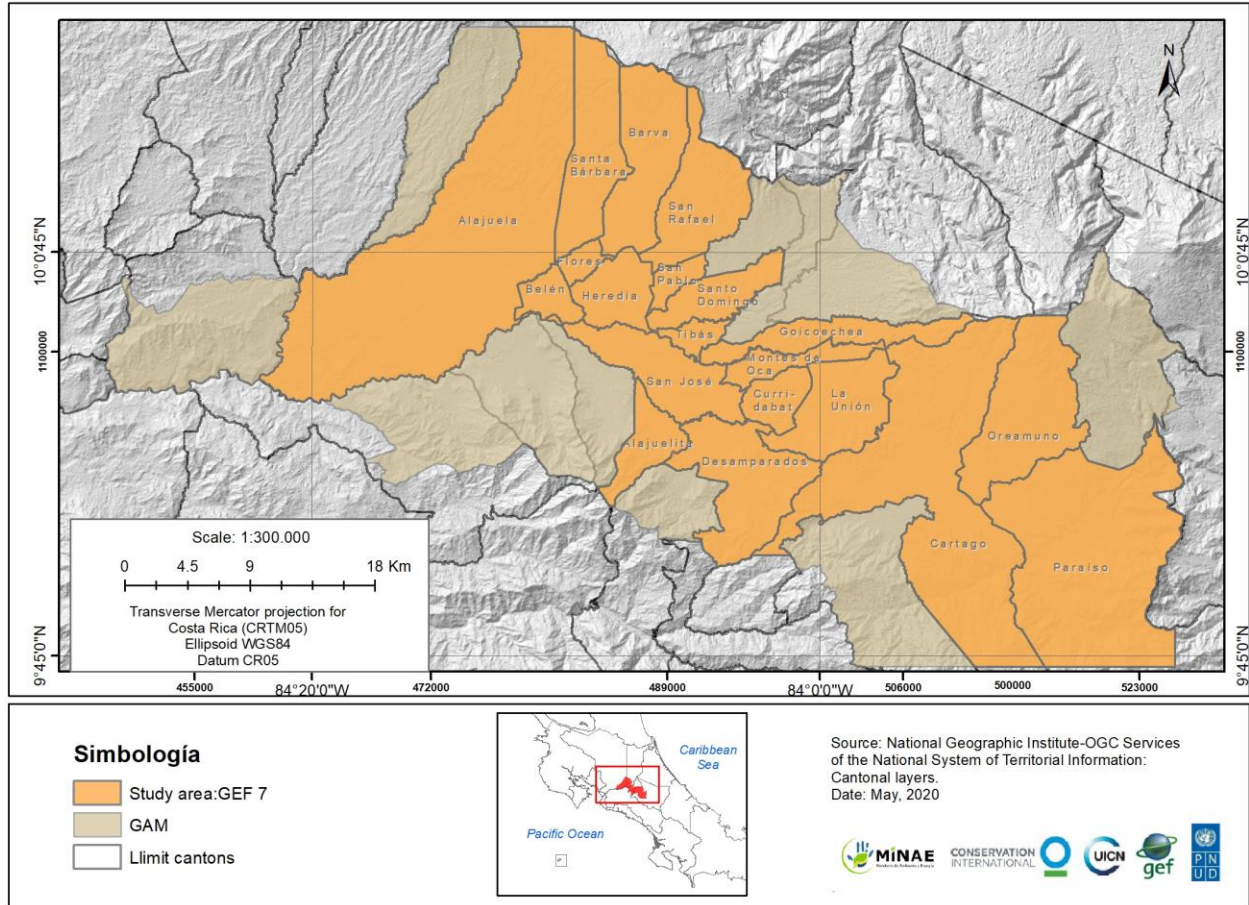 N
Barva
Santa
Bárbara
San
Rafael
Alajuela
10°0'45"N
10°0'45"N
Flores
San
Pablo
Belén
Heredia
Santo
Domingo
Tibás
Goicoechea
1100000
1100000
Montes de
Oca
San José
Curri-
dabat
La
Unión
Alajuelita
Oreamuno
Desamparados
Cartago
Paraíso
Scale: 1:300.000
0 4.5 9 18 Km
Transverse Mercator projection for
Costa Rica (CRTM05)
Ellipsoid WGS84
Datum CR05
9°45'0"N
9°45'0"N
455000 84°20'0"W 472000 489000 84°0'0"W 506000 500000 523000
Simbología
Study area:GEF 7
GAM
Llimit cantons
Caribbean
Sea
Pacific Ocean
Source: National Geographic Institute-OGC Services
of the National System of Territorial Information:
Cantonal layers.
Date: May, 2020
MiNAE
CONSERVATION
INTERNATIONAL
UICN
gef
PN
UD